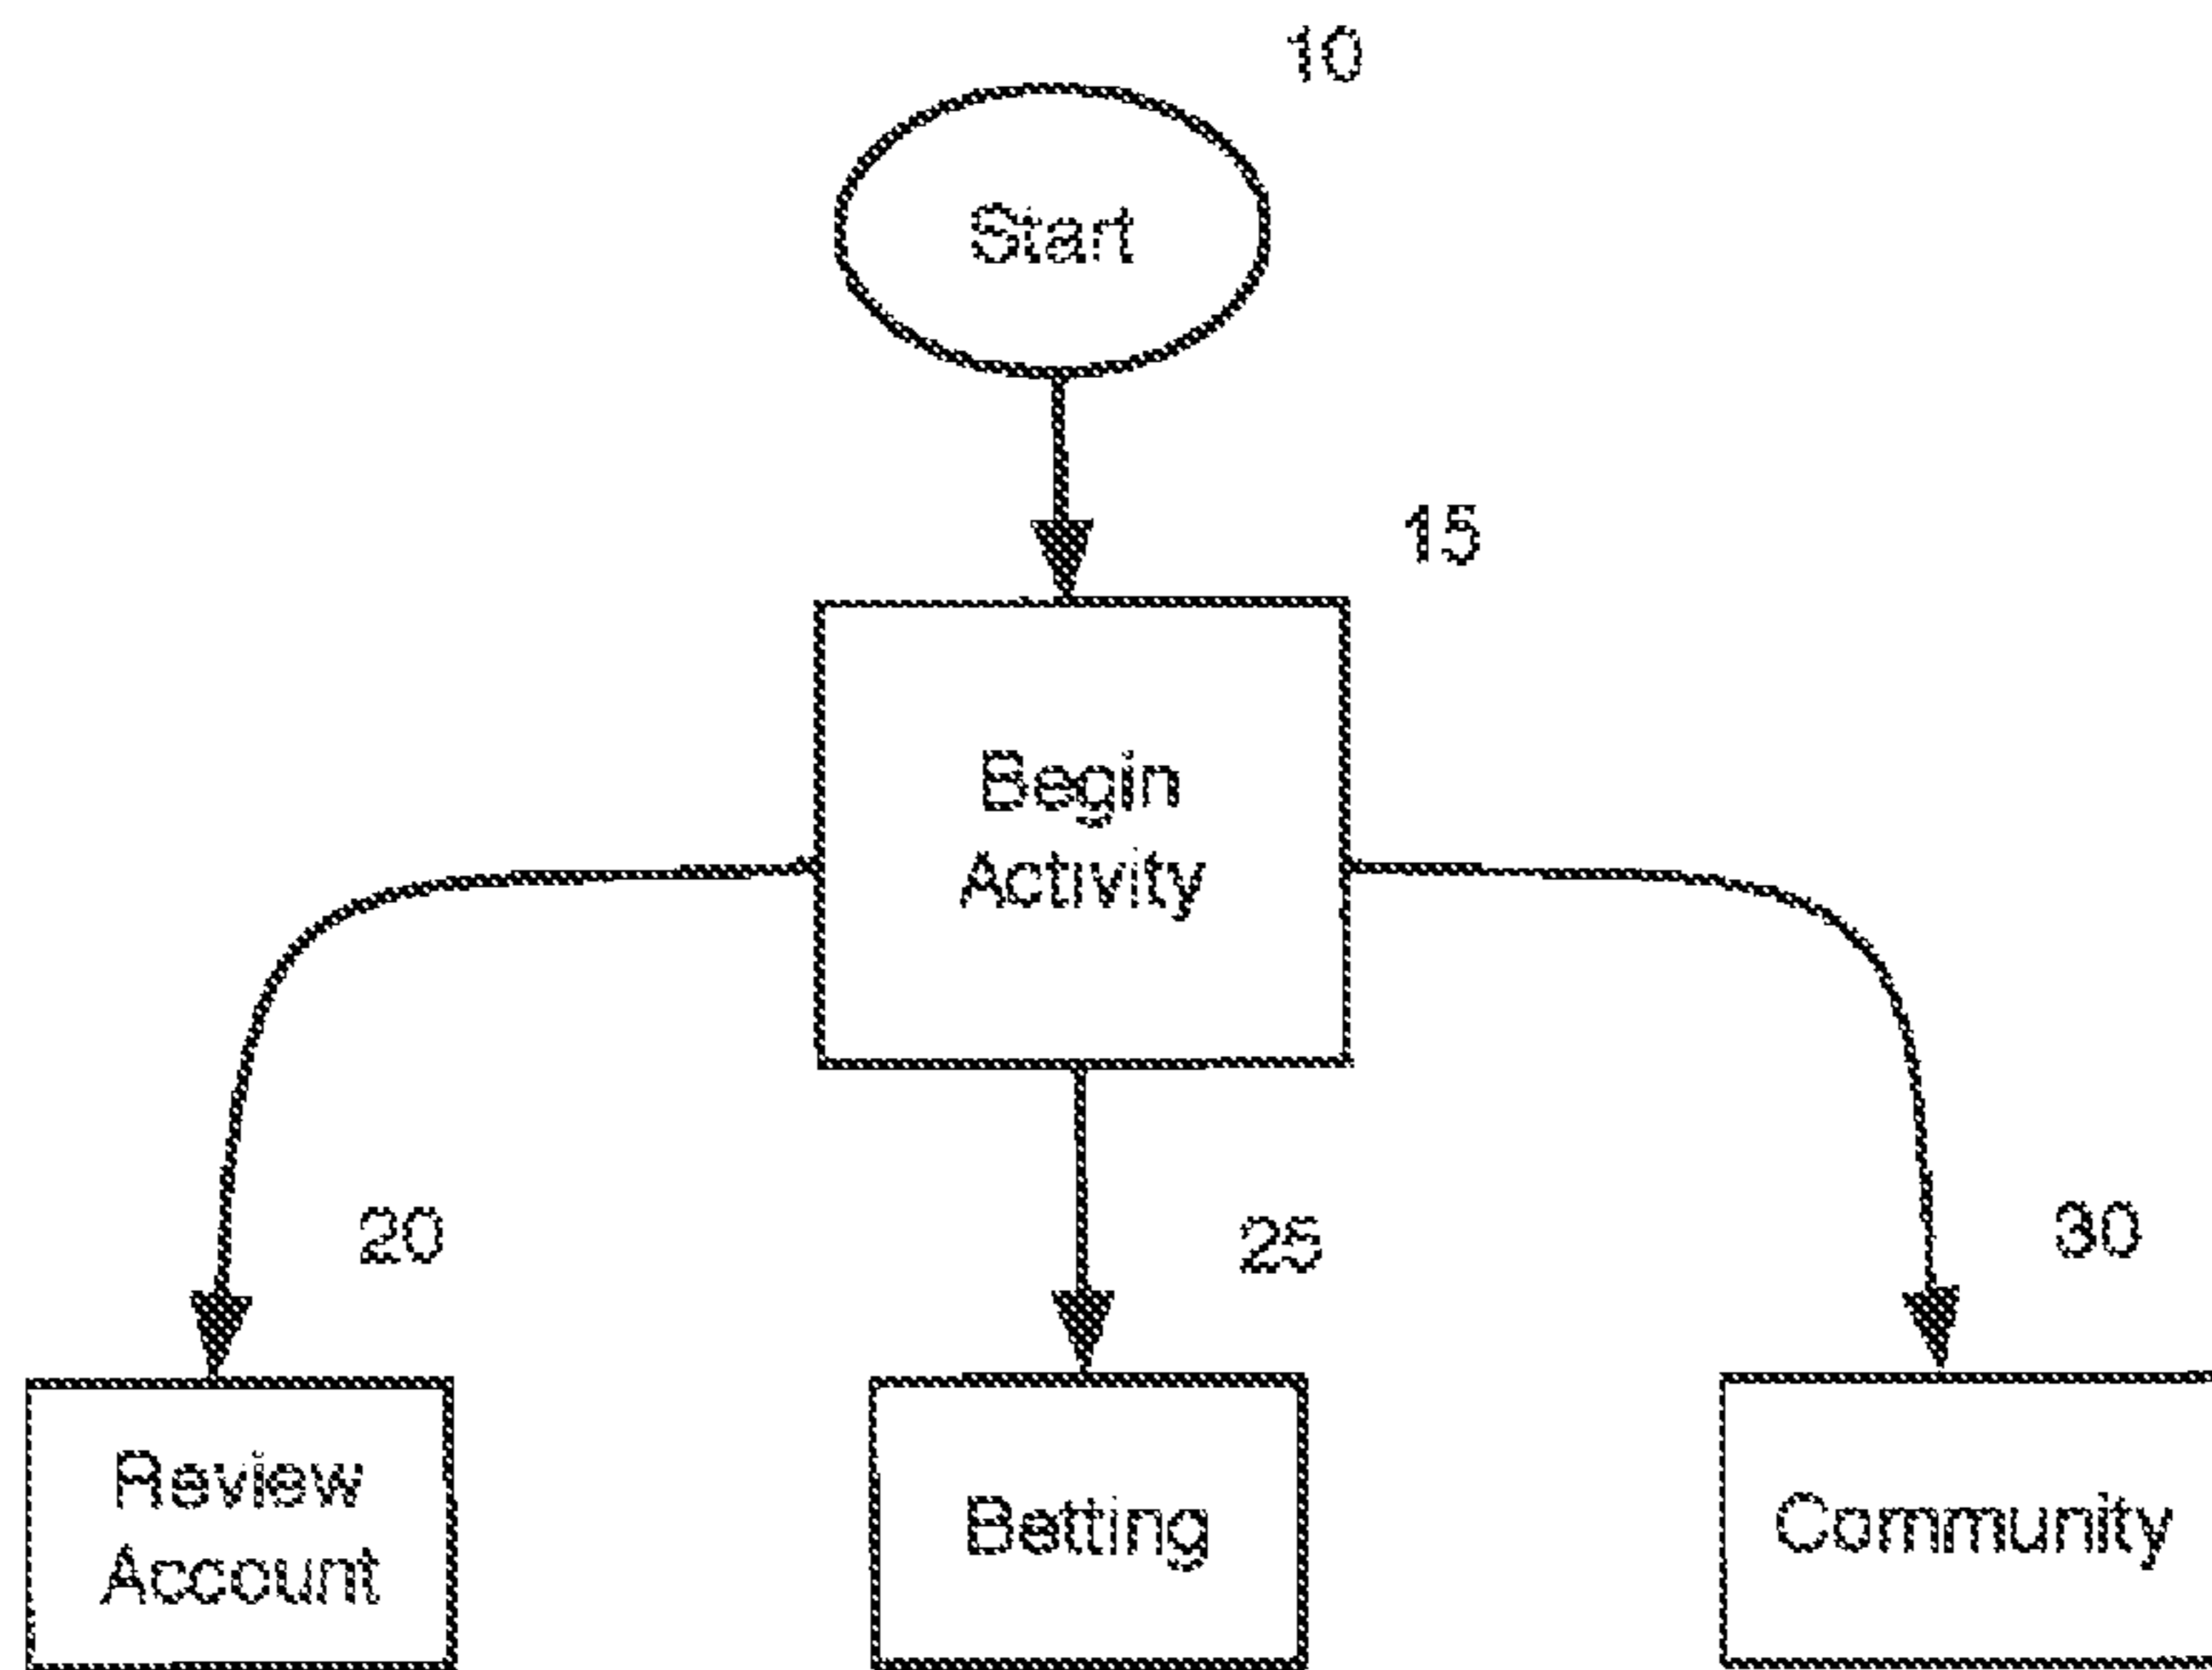 10
Start
15
Begin
Activity
20
25
30
Review
Account
Betting
Community